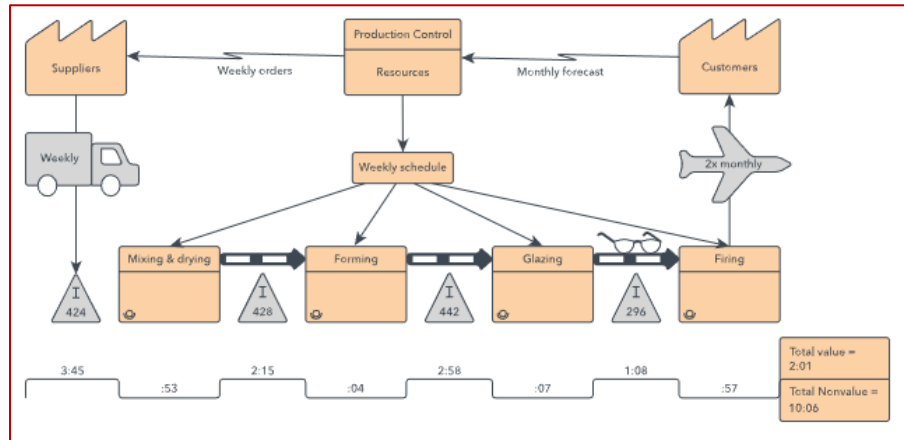 Production Control
Suppliers
Weekly orders
Resources
Monthly forecast
Customers
Weekly
Weekly schedule
2x monthly
Mixing & drying
Forming
Glazing
Firing
I
424
I
428
I
442
I
296
3:45
:53
2:15
:04
2:58
:07
1:08
:57
Total value =
2:01
Total Nonvalue =
10:06